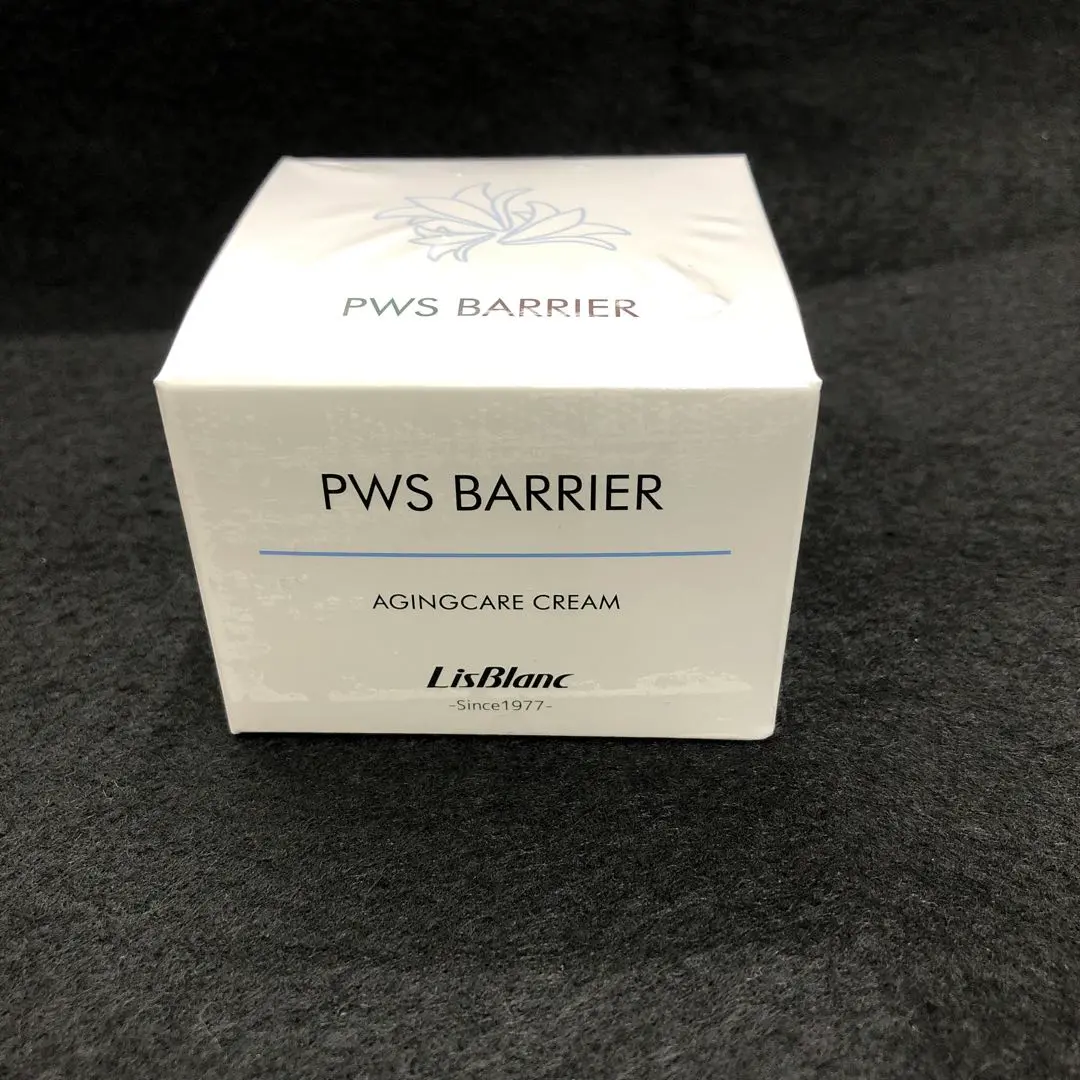 PWS BARRIER
PWS BARRIER
AGINGCARE CREAM
LisBlanc
-Since1977-